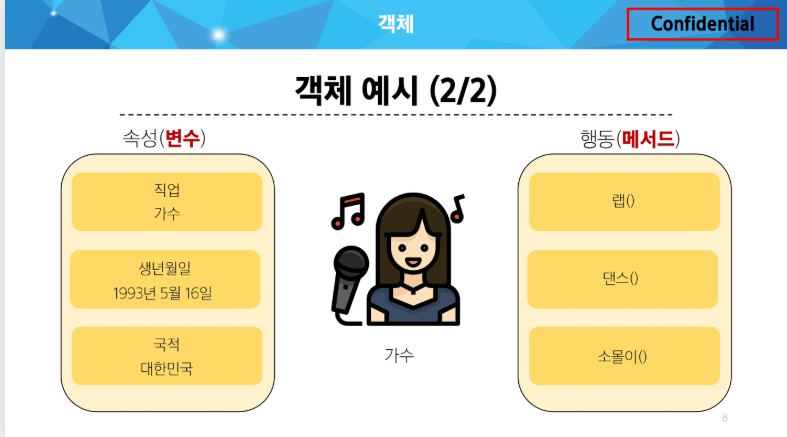 객체
Confidential
객체 예시 (2/2)
속성(변수)
행동(메서드)
직업
가수
생년월일
1993년 5월 16일
국적
대한민국
가수
랩()
댄스()
소몰이()
8